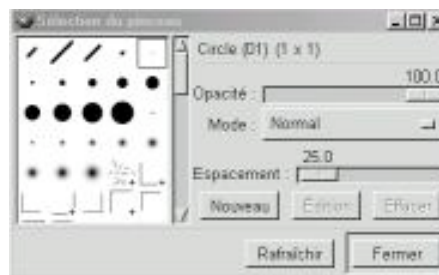 Sélection du pinceau
Circle (01) (1 x 1)
100.0
Opacité :
Mode : Normal
25.0
Espacement :
Nouveau Édition Effacer
Rafraîchir Fermer